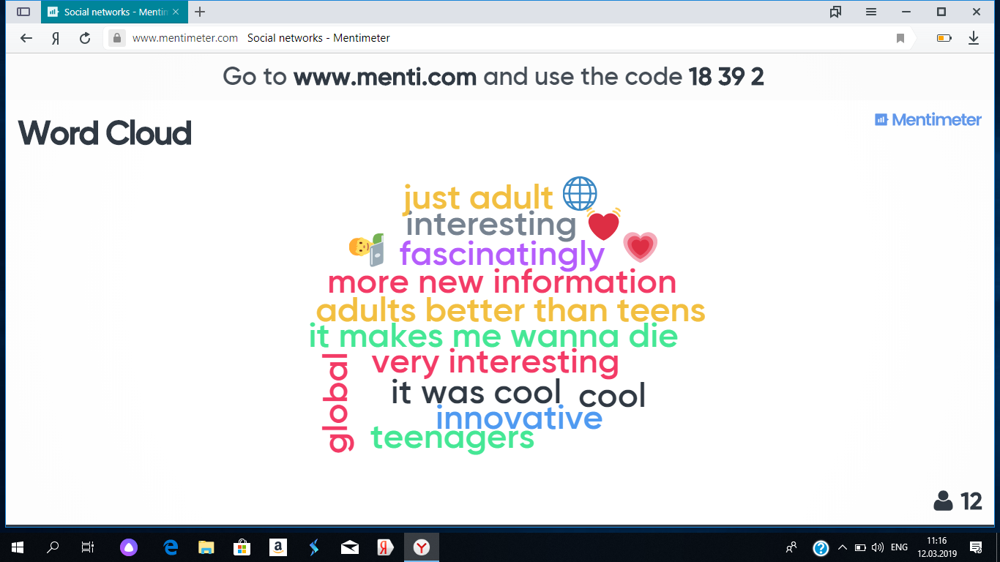 Social networks - Mentin
www.mentimeter.com Social networks - Mentimeter
Go to www.menti.com and use the code 18 39 2
Word Cloud
Mentimeter
just adult
interesting
fascinatingly
more new information
adults better than teens
it makes me wanna die
very interesting
global
it was cool
cool
innovative
teenagers
12
ENG
11:16
12.03.2019